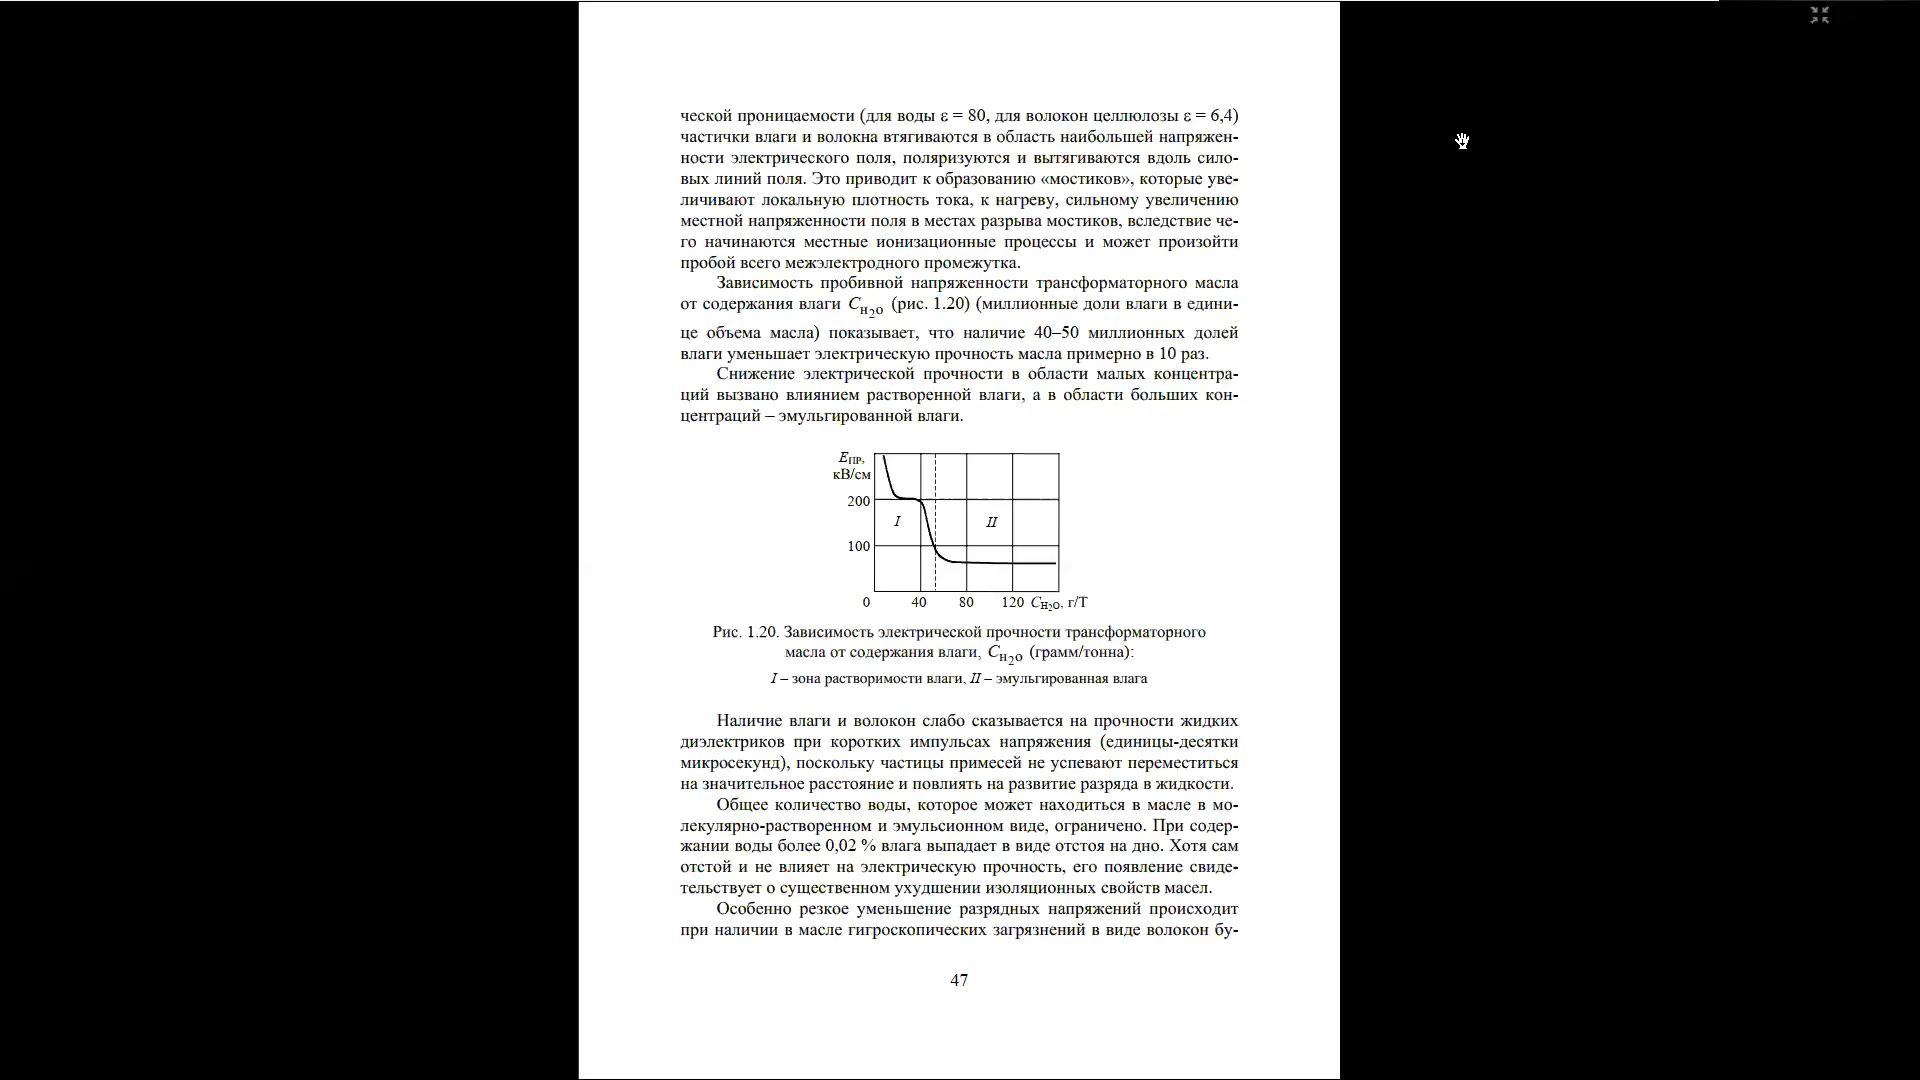 ческой проницаемости (для воды ε = 80, для волокон целлюлозы ε = 6,4)
частички влаги и волокна втягиваются в область наибольшей напряжен-
ности электрического поля, поляризуются и вытягиваются вдоль сило-
вых линий поля. Это приводит к образованию «мостиков», которые уве-
личивают локальную плотность тока, к нагреву, сильному увеличению
местной напряженности поля в местах разрыва мостиков, вследствие че-
го начинаются местные ионизационные процессы и может произойти
пробой всего межэлектродного промежутка.
Зависимость пробивной напряженности трансформаторного масла
от содержания влаги C_H₂O (рис. 1.20) (миллионные доли влаги в едини-
це объема масла) показывает, что наличие 40–50 миллионных долей
влаги уменьшает электрическую прочность масла примерно в 10 раз.
Снижение электрической прочности в области малых концентра-
ций вызвано влиянием растворенной влаги, а в области больших кон-
центраций – эмульгированной влаги.
EПР,
кВ/см
200
I
II
100
0 40 80 120 C_H₂O, г/Т
Рис. 1.20. Зависимость электрической прочности трансформаторного
масла от содержания влаги, C_H₂O (грамм/тонна):
I – зона растворимости влаги, II – эмульгированная влага
Наличие влаги и волокон слабо сказывается на прочности жидких
диэлектриков при коротких импульсах напряжения (единицы-десятки
микросекунд), поскольку частицы примесей не успевают переместиться
на значительное расстояние и повлиять на развитие разряда в жидкости.
Общее количество воды, которое может находиться в масле в мо-
лекулярно-растворенном и эмульсионном виде, ограничено. При содер-
жании воды более 0,02 % влага выпадает в виде отстоя на дно. Хотя сам
отстой и не влияет на электрическую прочность, его появление свиде-
тельствует о существенном ухудшении изоляционных свойств масел.
Особенно резкое уменьшение разрядных напряжений происходит
при наличии в масле гигроскопических загрязнений в виде волокон бу-
47